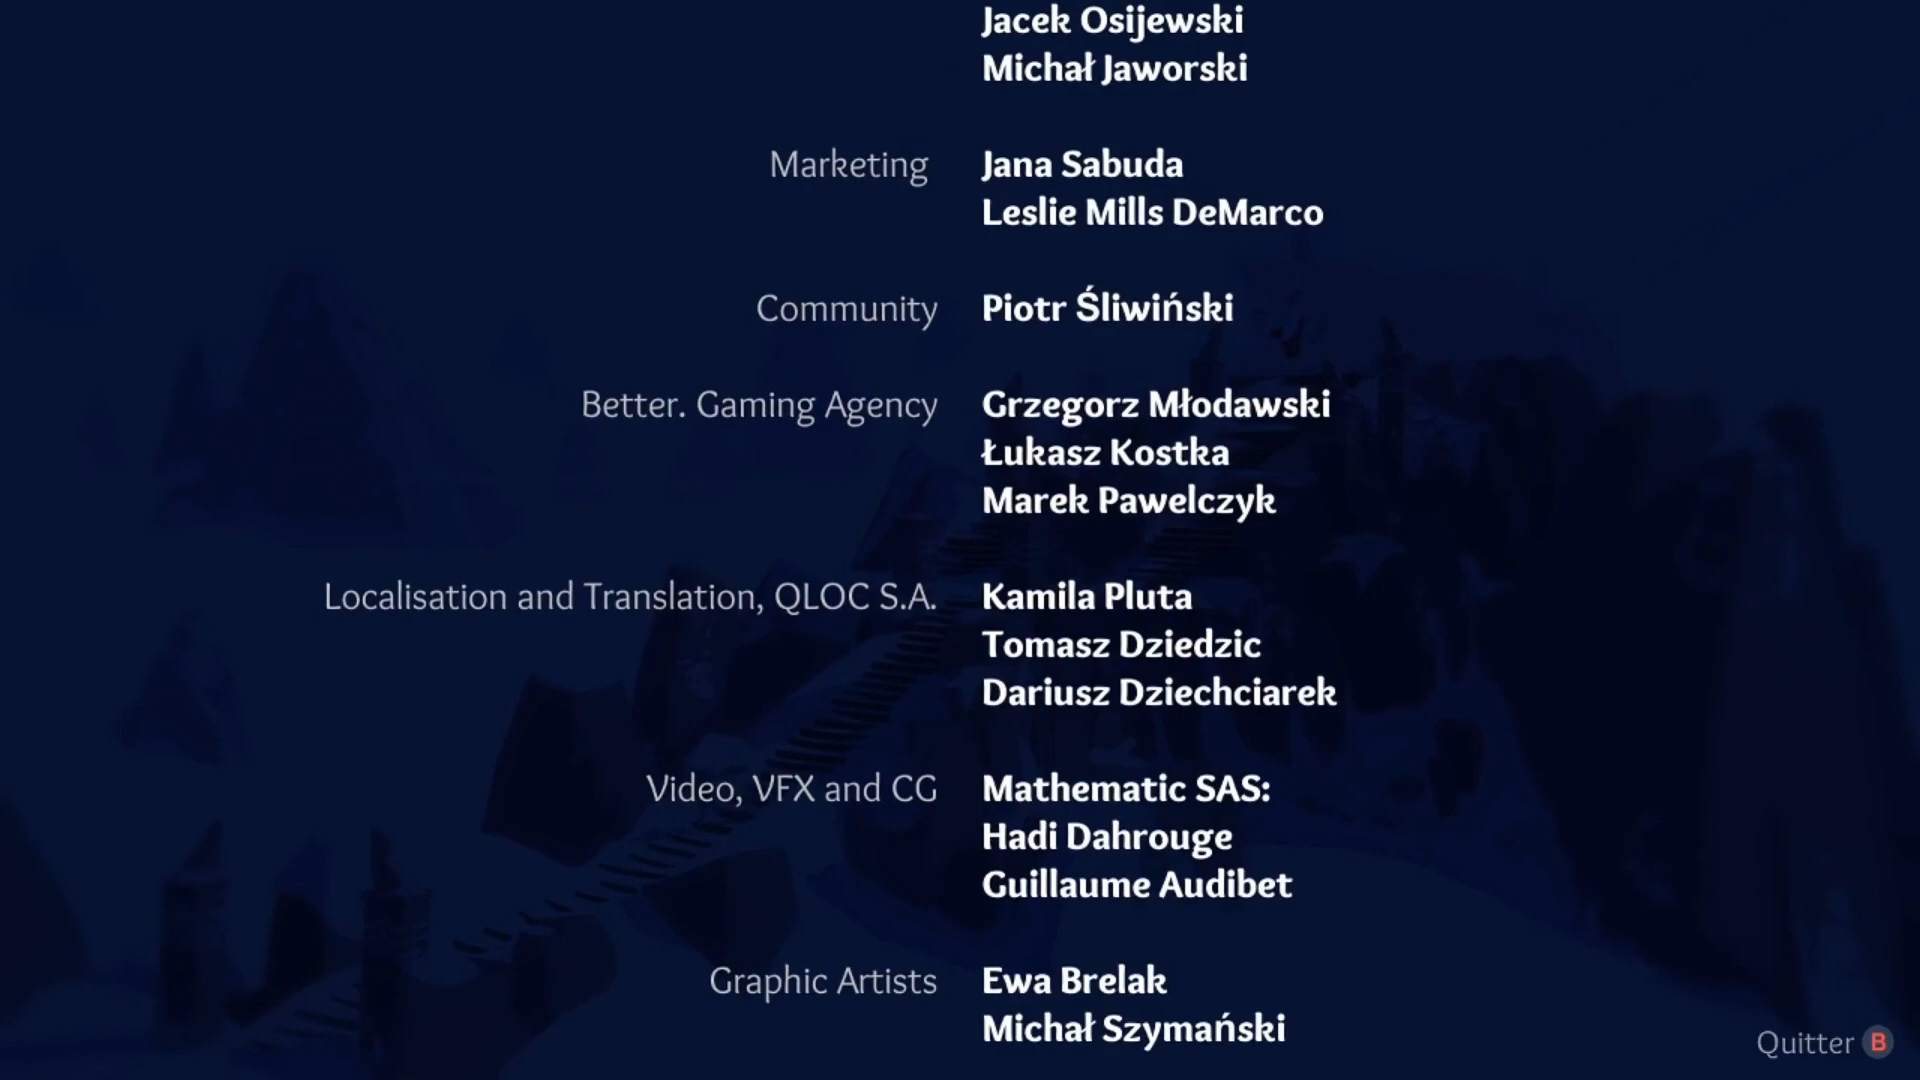 Jacek Osijewski
Michał Jaworski
Marketing Jana Sabuda
Leslie Mills DeMarco
Community Piotr Śliwiński
Better. Gaming Agency Grzegorz Młodawski
Łukasz Kostka
Marek Pawelczyk
Localisation and Translation, QLOC S.A. Kamila Pluta
Tomasz Dziedzic
Dariusz Dziechciarek
Video, VFX and CG Mathematic SAS:
Hadi Dahrouge
Guillaume Audibet
Graphic Artists Ewa Brelak
Michał Szymański
Quitter B